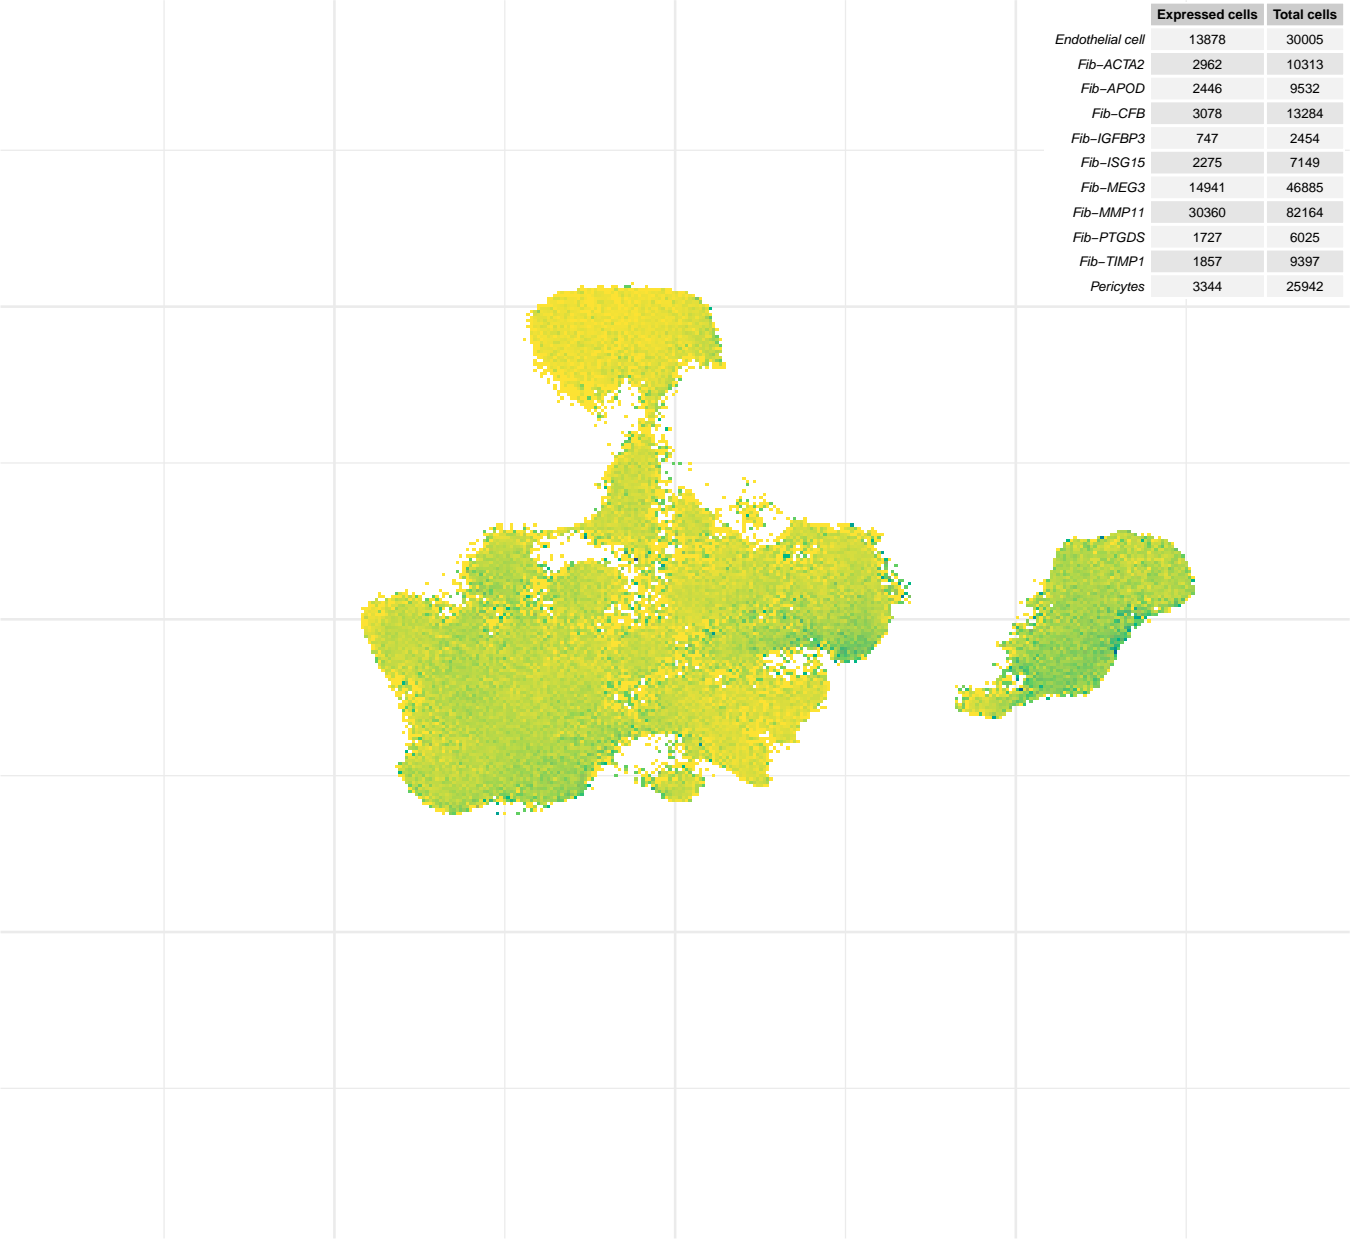 Expressed cells Total cells
Endothelial cell 13878 30005
Fib−ACTA2 2962 10313
Fib−APOD 2446 9532
Fib−CFB 3078 13284
Fib−IGFBP3 747 2454
Fib−ISG15 2275 7149
Fib−MEG3 14941 46885
Fib−MMP11 30360 82164
Fib−PTGDS 1727 6025
Fib−TIMP1 1857 9397
Pericytes 3344 25942